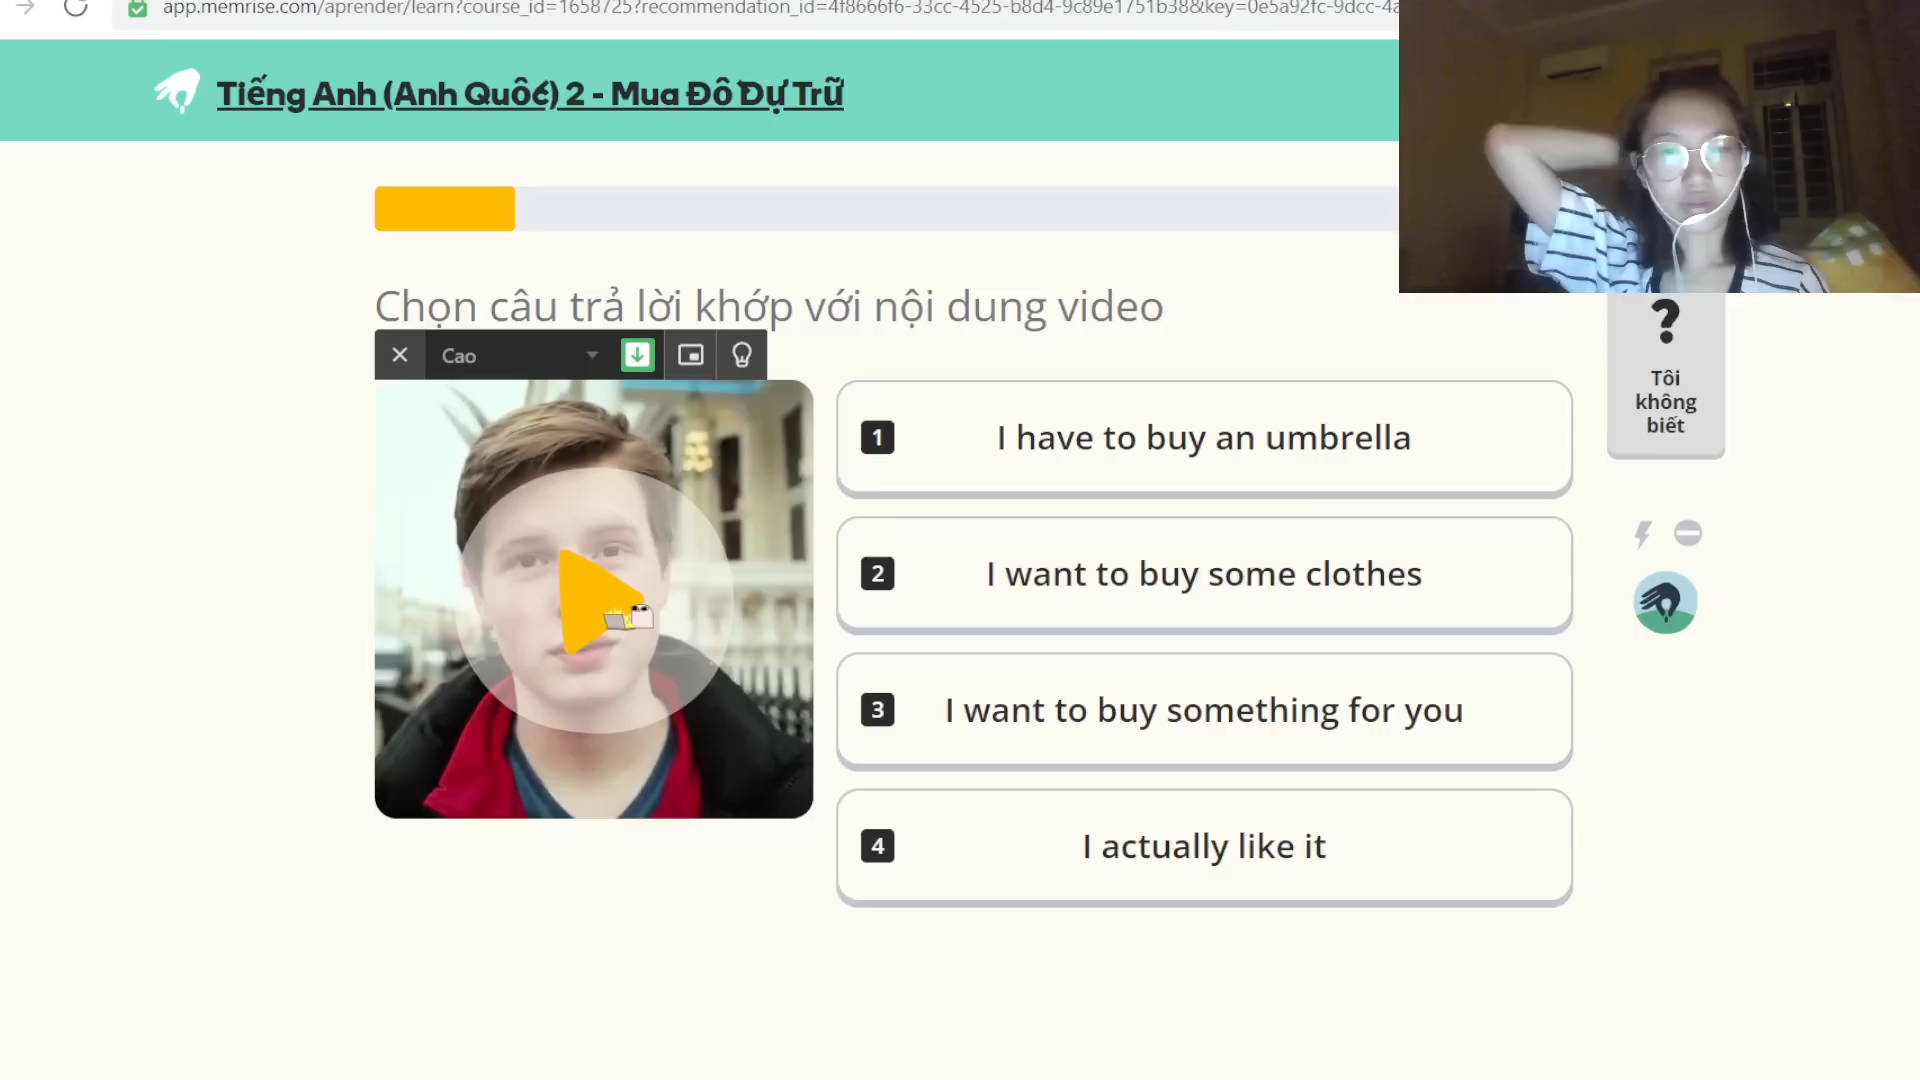 app.memrise.com/aprender/learn?course_id=1658725?recommendation_id=4f8666f6-33cc-4525-b8d4-9c89e1751b38&key=0e5a92fc-9dcc-4a
Tiếng Anh (Anh Quốc) 2 - Mua Đồ Dự Trữ
Chọn câu trả lời khớp với nội dung video
Cao
1 I have to buy an umbrella
2 I want to buy some clothes
3 I want to buy something for you
4 I actually like it
?
Tôi
không
biết